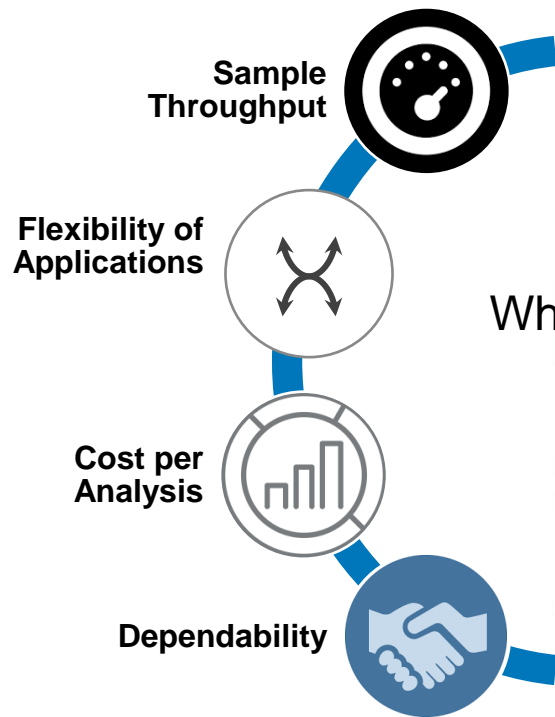 Sample
Throughput
Flexibility of
Applications
Wh
Cost per
Analysis
Dependability